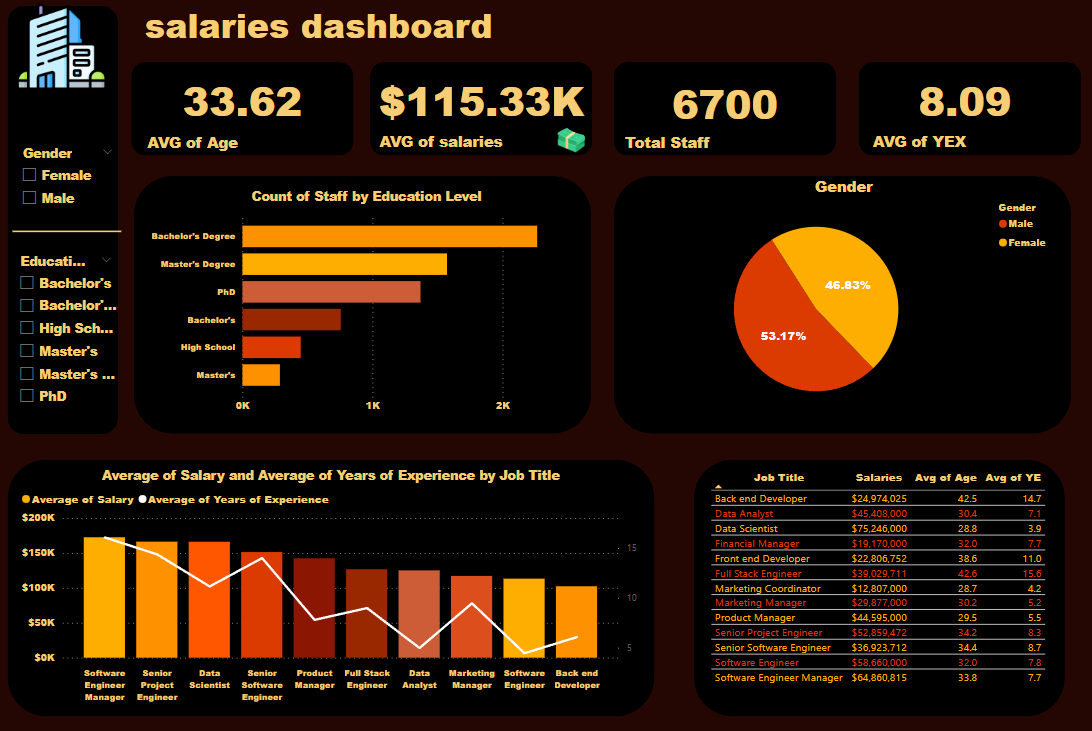 salaries dashboard
33.62
AVG of Age
$115.33K
AVG of salaries
6700
Total Staff
8.09
AVG of YEX
Gender
Female
Male
Educati...
Bachelor's
Bachelor'...
High Sch...
Master's
Master's ...
PhD
Count of Staff by Education Level
Bachelor's Degree
Master's Degree
PhD
Bachelor's
High School
Master's
0K 1K 2K
Gender
Gender
Male
Female
46.83%
53.17%
Average of Salary and Average of Years of Experience by Job Title
Average of Salary Average of Years of Experience
$200K
$150K
$100K
$50K
$0K
15
10
5
Software Engineer Manager
Senior Project Engineer
Data Scientist
Senior Software Engineer
Product Manager
Full Stack Engineer
Data Analyst
Marketing Manager
Software Engineer
Back end Developer
Job Title Salaries Avg of Age Avg of YE
Back end Developer $24,974,025 42.5 14.7
Data Analyst $45,408,000 30.4 7.1
Data Scientist $75,246,000 28.8 3.9
Financial Manager $19,170,000 32.0 7.7
Front end Developer $22,806,752 38.6 11.0
Full Stack Engineer $39,029,711 42.6 15.6
Marketing Coordinator $12,807,000 28.7 4.2
Marketing Manager $29,877,000 30.2 5.2
Product Manager $44,595,000 29.5 5.5
Senior Project Engineer $52,859,472 34.2 8.3
Senior Software Engineer $36,923,712 34.4 8.7
Software Engineer $58,660,000 32.0 7.8
Software Engineer Manager $64,860,815 33.8 7.7